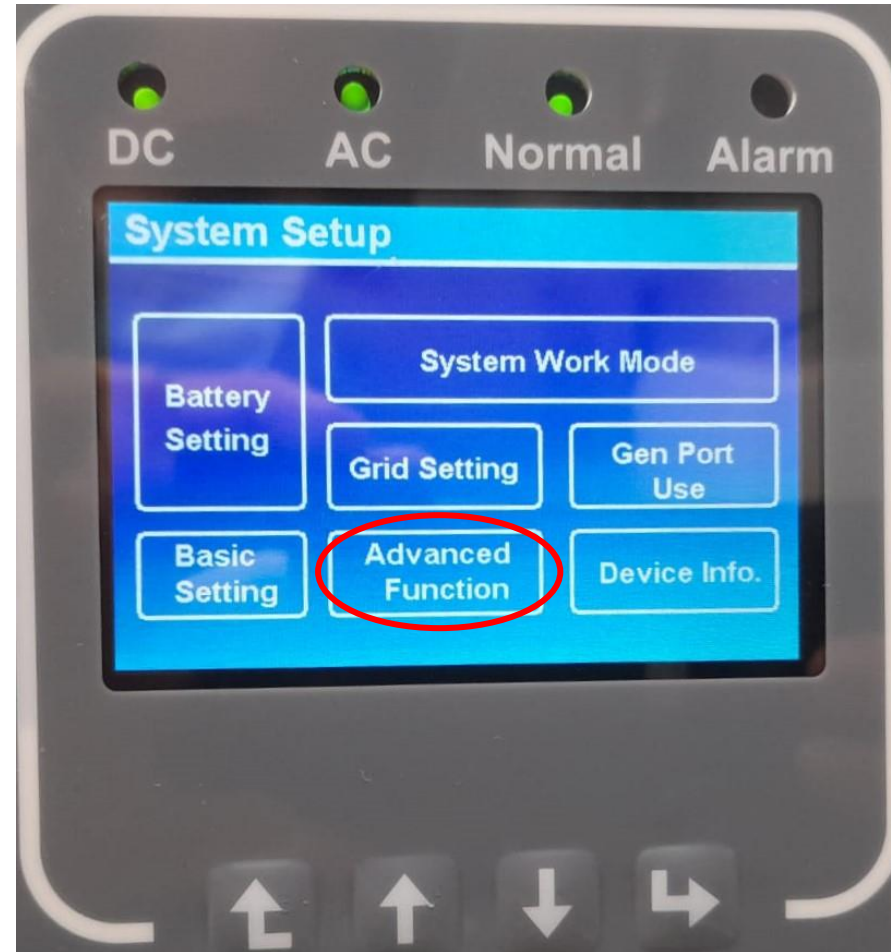 DC AC Normal Alarm
System Setup
Battery
Setting
System Work Mode
Grid Setting
Gen Port
Use
Basic
Setting
Advanced
Function
Device Info.